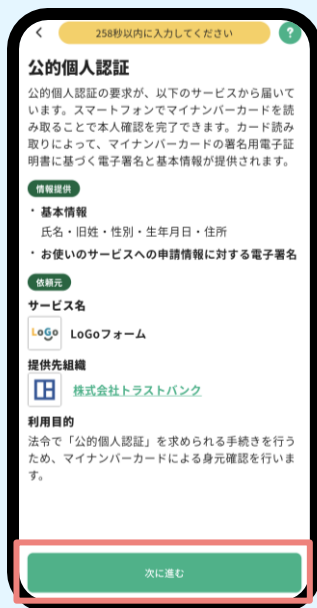 258秒以内に入力してください
?
公的個人認証
公的個人認証の要求が、以下のサービスから届いて
います。スマートフォンでマイナンバーカードを読
み取ることで本人確認を完了できます。カード読み
取りによって、マイナンバーカードの署名用電子証
明書に基づく電子署名と基本情報が提供されます。
情報提供
・基本情報
氏名・旧姓・性別・生年月日・住所
・お使いのサービスへの申請情報に対する電子署名
依頼元
サービス名
LoGo LoGoフォーム
提供先組織
株式会社トラストバンク
利用目的
法令で「公的個人認証」を求められる手続きを行う
ため、マイナンバーカードによる身元確認を行いま
す。
次に進む